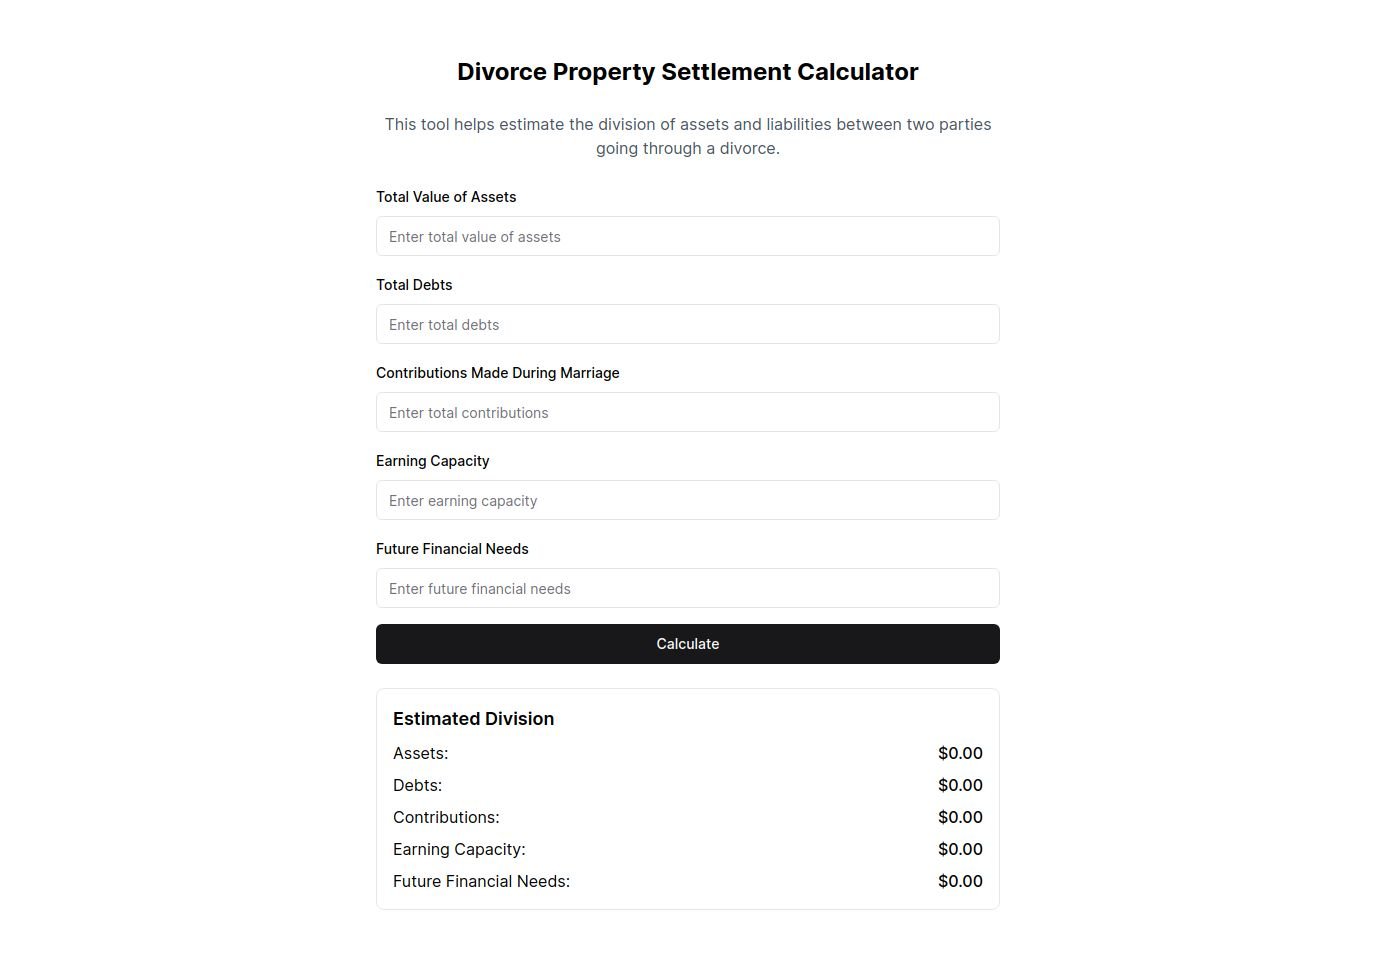 Divorce Property Settlement Calculator
This tool helps estimate the division of assets and liabilities between two parties
going through a divorce.
Total Value of Assets
Enter total value of assets
Total Debts
Enter total debts
Contributions Made During Marriage
Enter total contributions
Earning Capacity
Enter earning capacity
Future Financial Needs
Enter future financial needs
Calculate
Estimated Division
Assets: $0.00
Debts: $0.00
Contributions: $0.00
Earning Capacity: $0.00
Future Financial Needs: $0.00